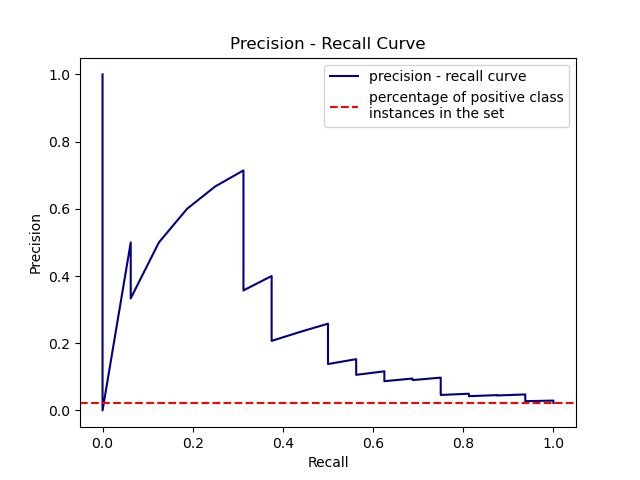 Precision - Recall Curve
precision - recall curve
percentage of positive class
instances in the set
Precision
1.0
0.8
0.6
0.4
0.2
0.0
0.0 0.2 0.4 0.6 0.8 1.0
Recall